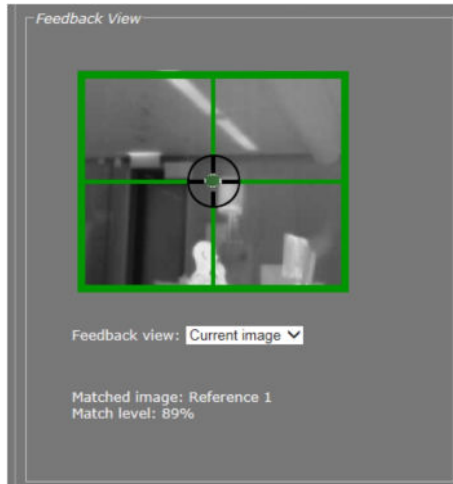 Feedback View
Feedback view: Current image
Matched image: Reference 1
Match level: 89%